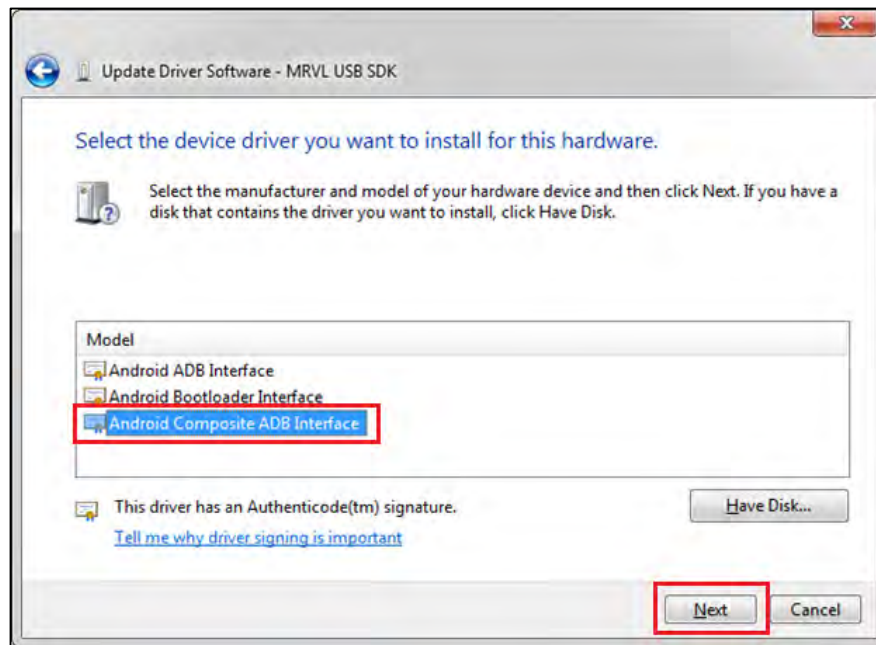 Update Driver Software - MRVL USB SDK
Select the device driver you want to install for this hardware.
Select the manufacturer and model of your hardware device and then click Next. If you have a
disk that contains the driver you want to install, click Have Disk.
Model
Android ADB Interface
Android Bootloader Interface
Android Composite ADB Interface
This driver has an Authenticode(tm) signature.
Have Disk...
Tell me why driver signing is important
Next
Cancel